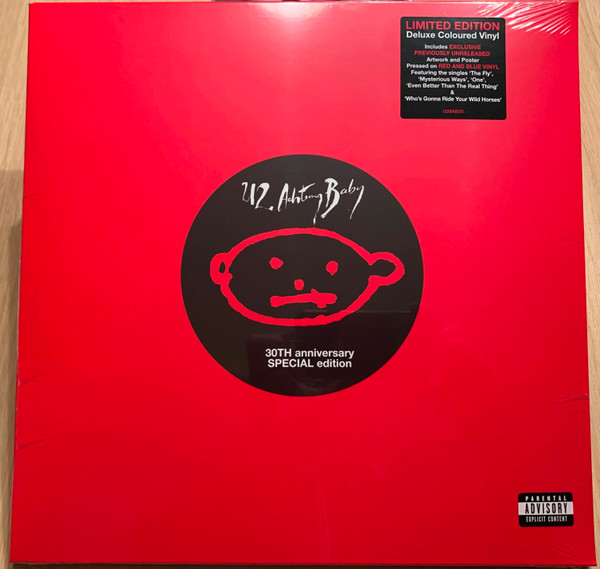 LIMITED EDITION
Deluxe Coloured Vinyl
Includes EXCLUSIVE
PREVIOUSLY UNRELEASED
Artwork and Poster
Pressed on RED AND BLUE VINYL
Featuring the singles 'The Fly',
'Mysterious Ways', 'One',
'Even Better Than The Real Thing'
&
'Who's Gonna Ride Your Wild Horses'
U2. Achtung Baby
30TH anniversary
SPECIAL edition
PARENTAL
ADVISORY
EXPLICIT CONTENT